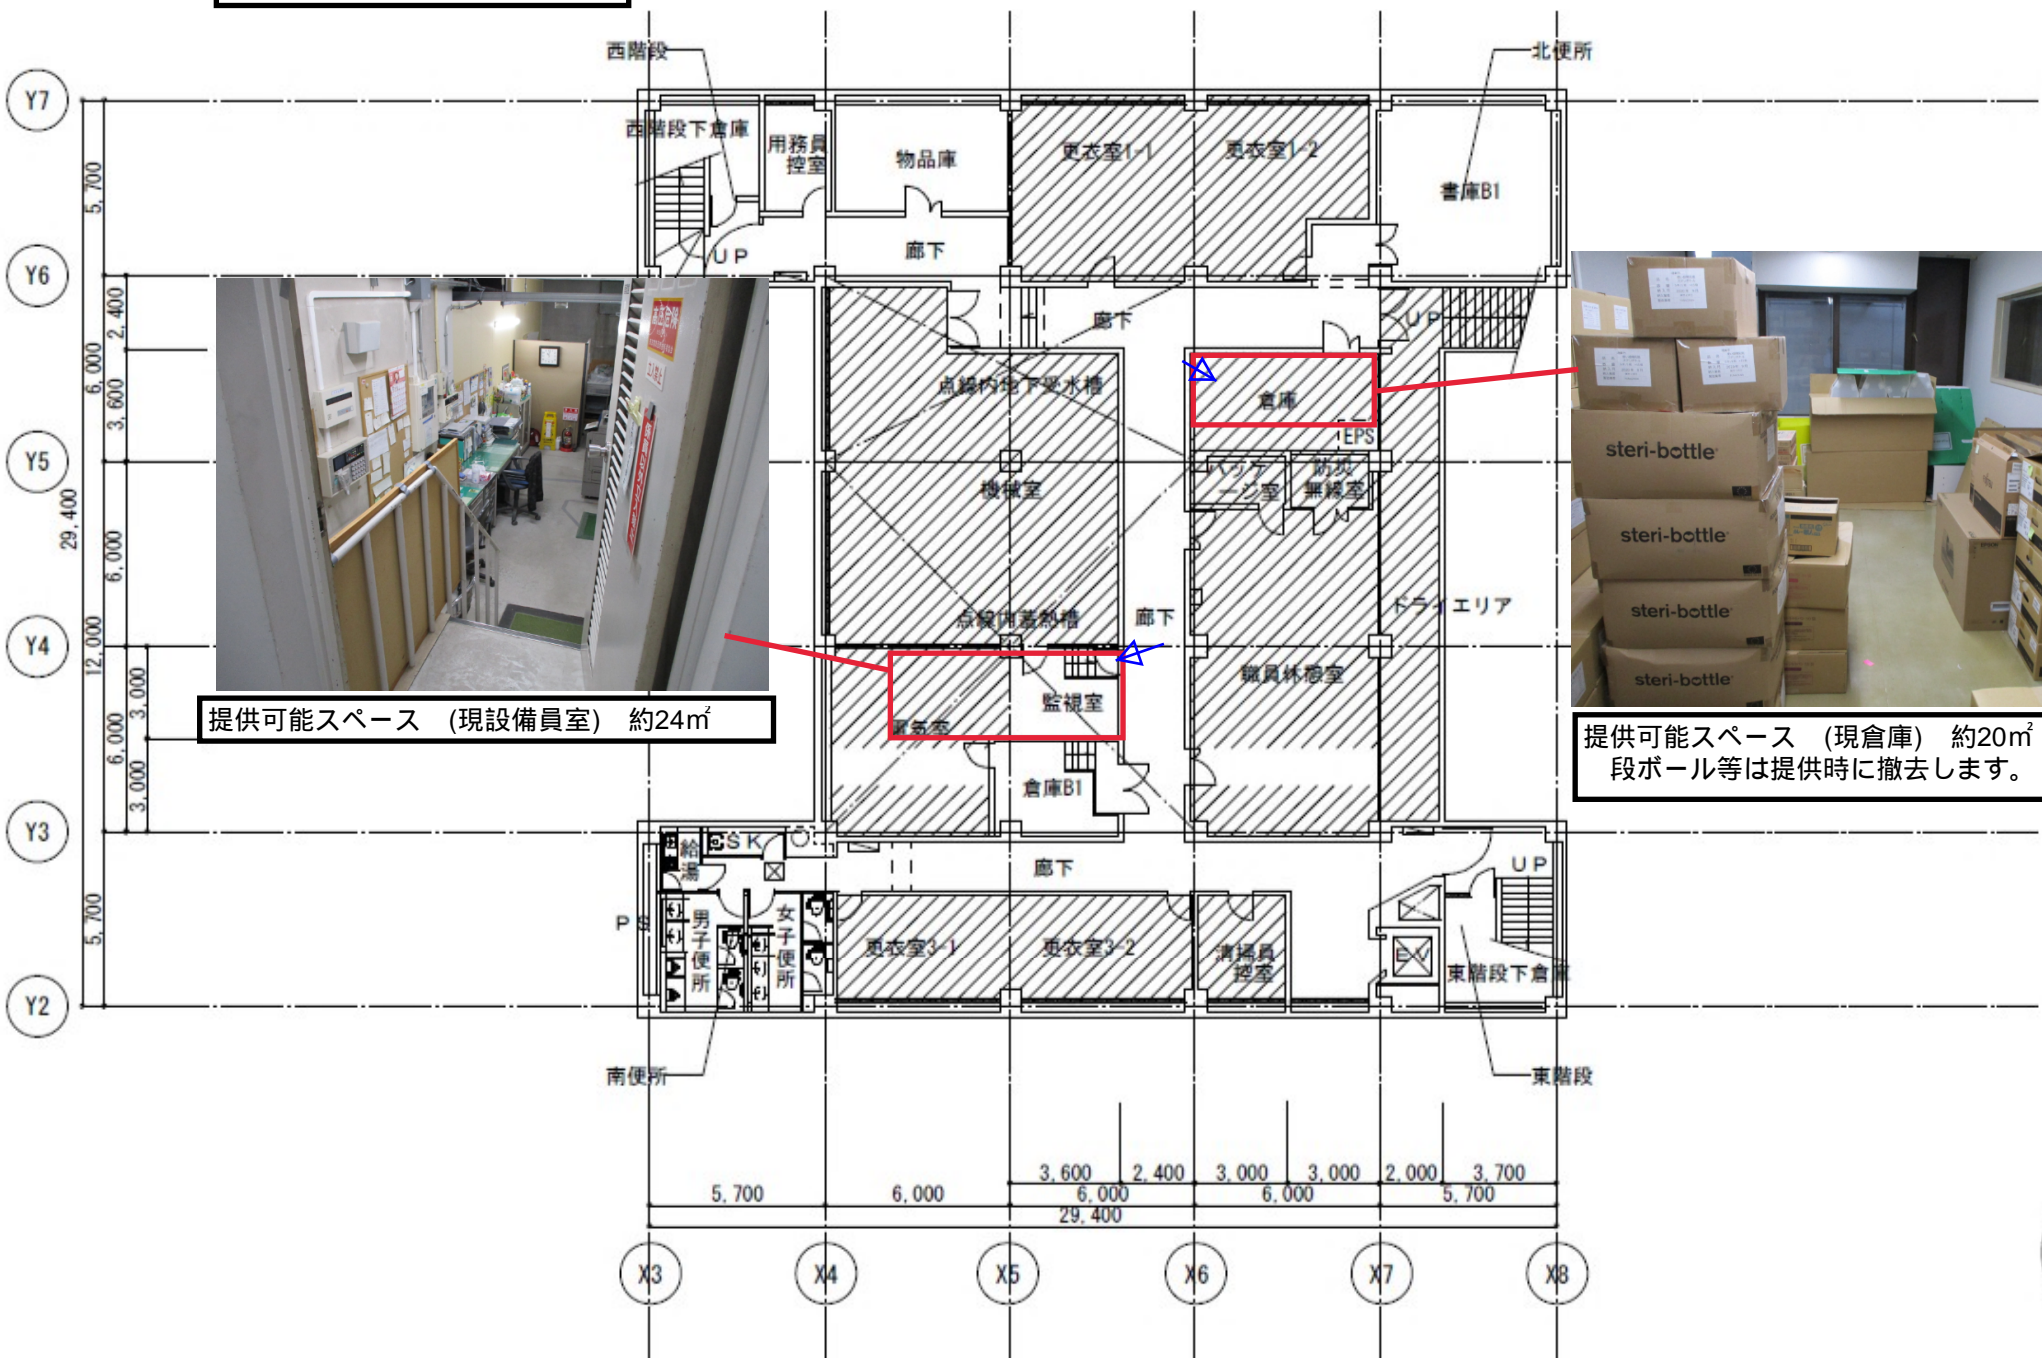 西階段
北便所
Y7
西階段下倉庫
用務員
控室
物品庫
更衣室1-1
更衣室1-2
書庫B1
5,700
廊下
UP
Y6
2,400
6,000
3,600
廊下
UP
高圧危険
点線内地下受水槽
倉庫
EPS
steri-bottle
steri-bottle
steri-bottle
steri-bottle
Y5
パッケ
ージ室
防災
無線室
機械室
29,400
6,000
点線内蓄熱槽
廊下
ドライエリア
Y4
12,000
3,000
6,000
3,000
監視室
職員休憩室
電気室
提供可能スペース (現設備員室) 約24㎡
提供可能スペース (現倉庫) 約20㎡
段ボール等は提供時に撤去します。
倉庫B1
Y3
給湯
SK
廊下
UP
5,700
PS
男子便所
女子便所
更衣室3-1
更衣室3-2
清掃員
控室
EV
東階段下倉庫
Y2
南便所
東階段
3,600
2,400
3,000
3,000
2,000
3,700
5,700
6,000
6,000
6,000
5,700
29,400
X3
X4
X5
X6
X7
X8